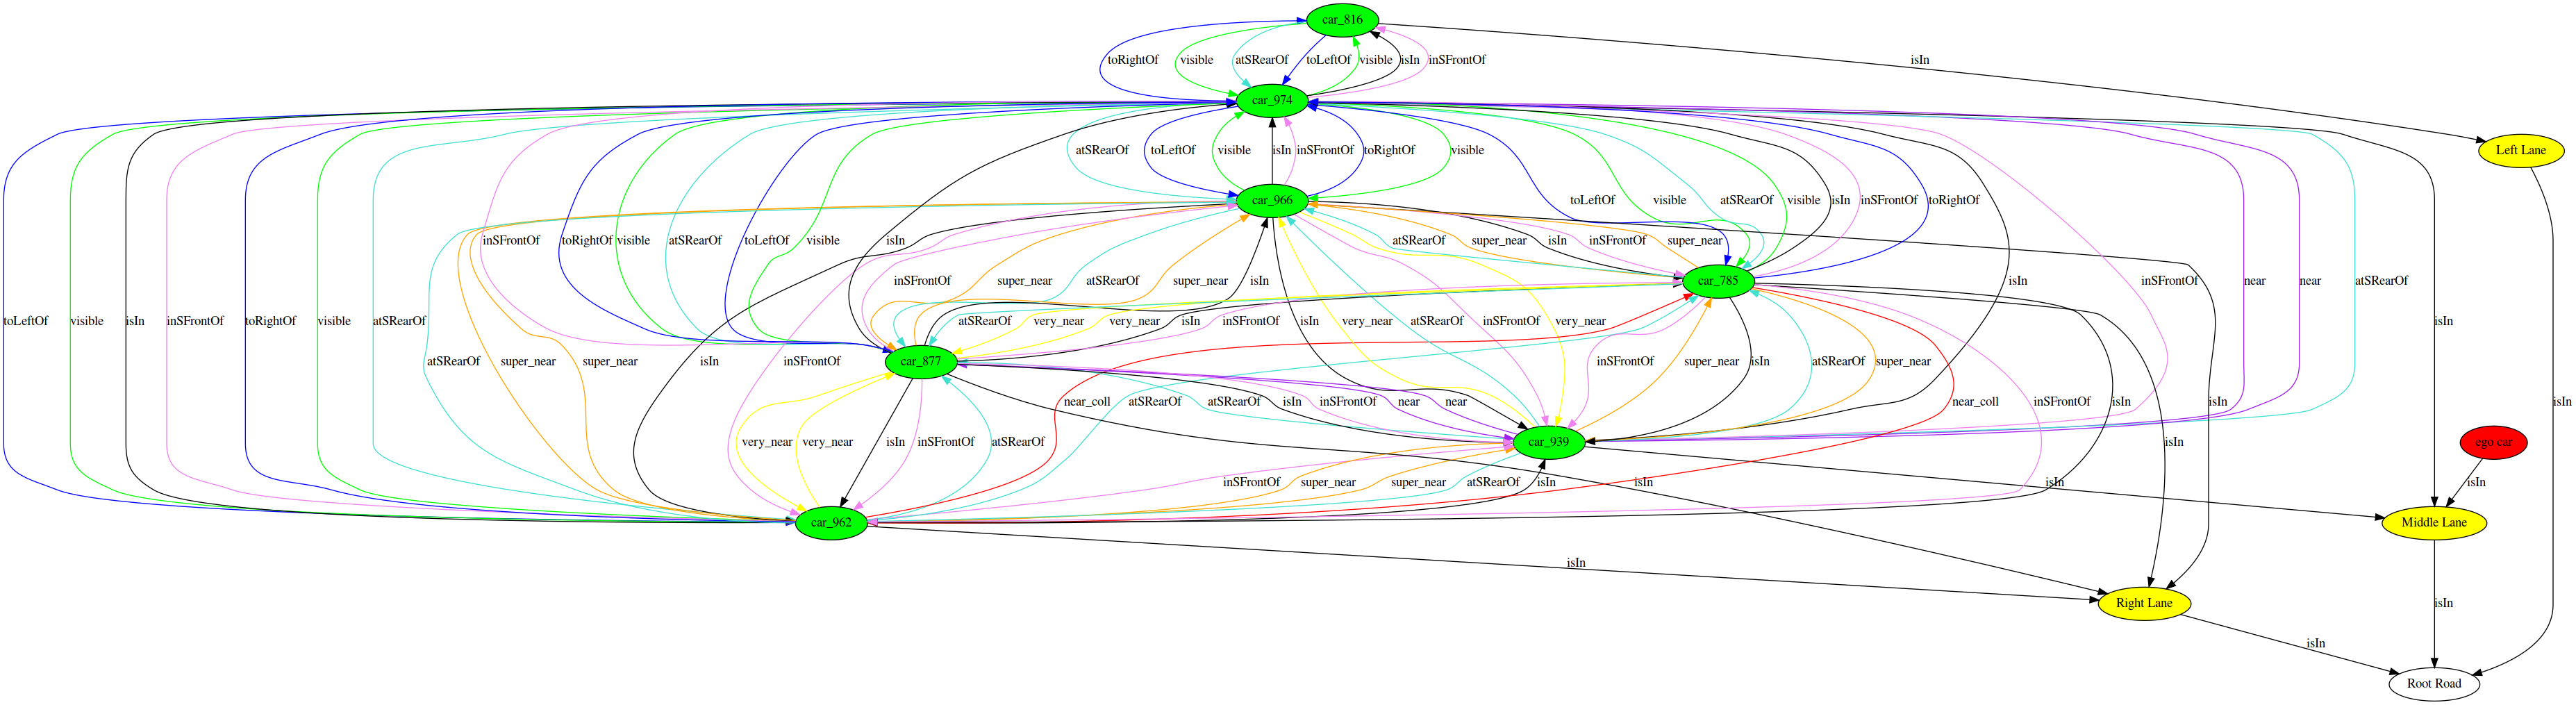 car_816
toRightOf visible atSRearOf toLeftOf visible isIn inSFrontOf isIn
car_974
atSRearOf toLeftOf visible isIn inSFrontOf toRightOf visible Left Lane
car_966
toRightOf visible atSRearOf visible isIn inSFrontOf toRightOf
inSFrontOf toRightOf visible atSRearOf toLeftOf visible isIn atSRearOf super_near isIn inSFrontOf super_near
inSFrontOf super_near atSRearOf super_near isIn car_785 isIn inSFrontOf near near atSRearOf
toLeftOf visible isIn inSFrontOf toRightOf visible atSRearOf atSRearOf very_near very_near isIn inSFrontOf isIn very_near atSRearOf inSFrontOf very_near isIn
atSRearOf super_near super_near isIn inSFrontOf car_877 inSFrontOf super_near isIn atSRearOf super_near
near_coll atSRearOf atSRearOf isIn inSFrontOf near near near_coll inSFrontOf isIn isIn
very_near very_near isIn inSFrontOf atSRearOf car_939 isIn ego car
inSFrontOf super_near super_near atSRearOf isIn isIn isIn isIn
car_962 Middle Lane
isIn
Right Lane isIn
isIn
Root Road